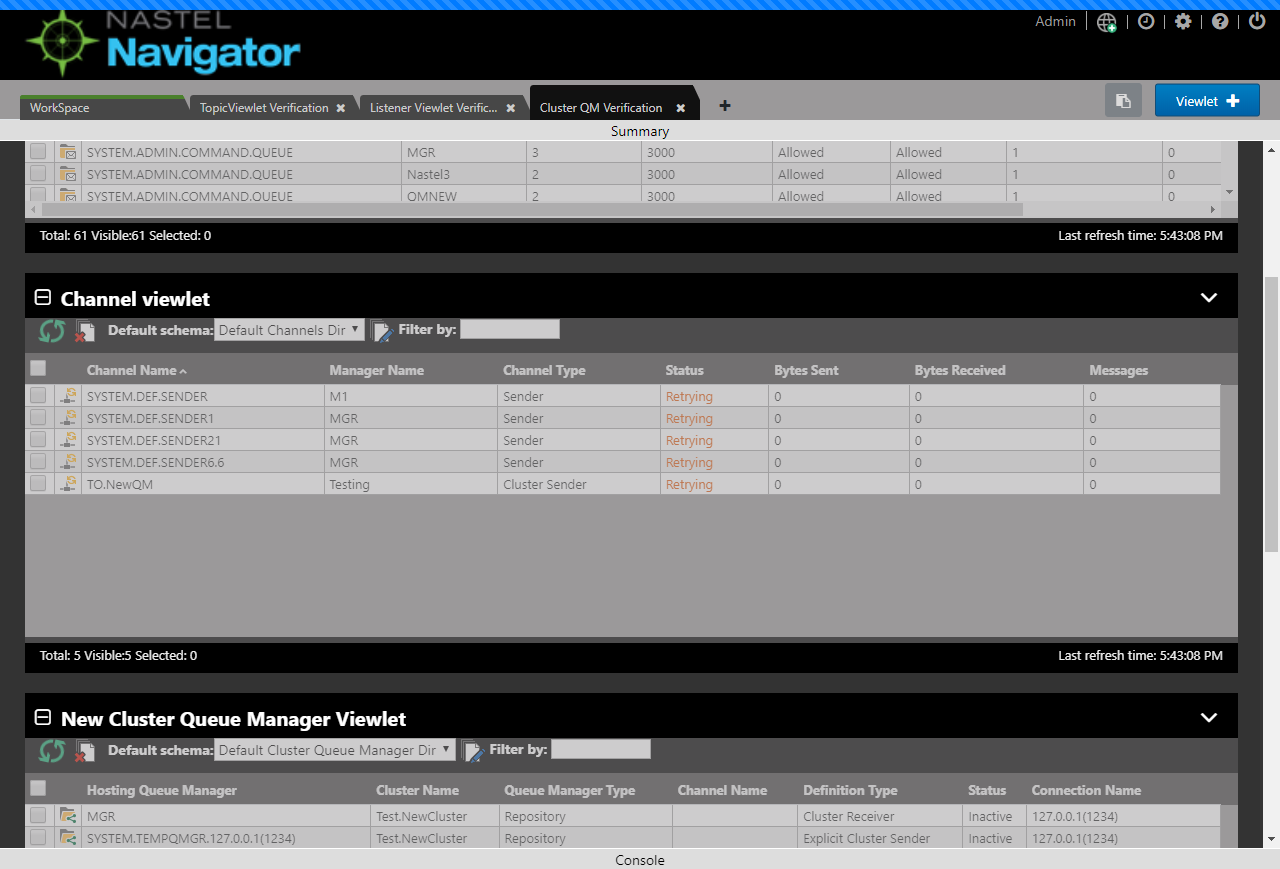 NASTEL
Navigator
Admin
WorkSpace TopicViewlet Verification Listener Viewlet Verific... Cluster QM Verification Viewlet
Summary
SYSTEM.ADMIN.COMMAND.QUEUE MGR 3 3000 Allowed Allowed 1 0
SYSTEM.ADMIN.COMMAND.QUEUE Nastel3 2 3000 Allowed Allowed 1 0
SYSTEM.ADMIN.COMMAND.QUEUE QMNEW 2 3000 Allowed Allowed 1 0
Total: 61 Visible:61 Selected: 0 Last refresh time: 5:43:08 PM
Channel viewlet
Default schema: Default Channels Dir Filter by:
Channel Name Manager Name Channel Type Status Bytes Sent Bytes Received Messages
SYSTEM.DEF.SENDER M1 Sender Retrying 0 0 0
SYSTEM.DEF.SENDER1 MGR Sender Retrying 0 0 0
SYSTEM.DEF.SENDER21 MGR Sender Retrying 0 0 0
SYSTEM.DEF.SENDER6.6 MGR Sender Retrying 0 0 0
TO.NewQM Testing Cluster Sender Retrying 0 0 0
Total: 5 Visible:5 Selected: 0 Last refresh time: 5:43:08 PM
New Cluster Queue Manager Viewlet
Default schema: Default Cluster Queue Manager Dir Filter by:
Hosting Queue Manager Cluster Name Queue Manager Type Channel Name Definition Type Status Connection Name
MGR Test.NewCluster Repository Cluster Receiver Inactive 127.0.0.1(1234)
SYSTEM.TEMPQMGR.127.0.0.1(1234) Test.NewCluster Repository Explicit Cluster Sender Inactive 127.0.0.1(1234)
Console